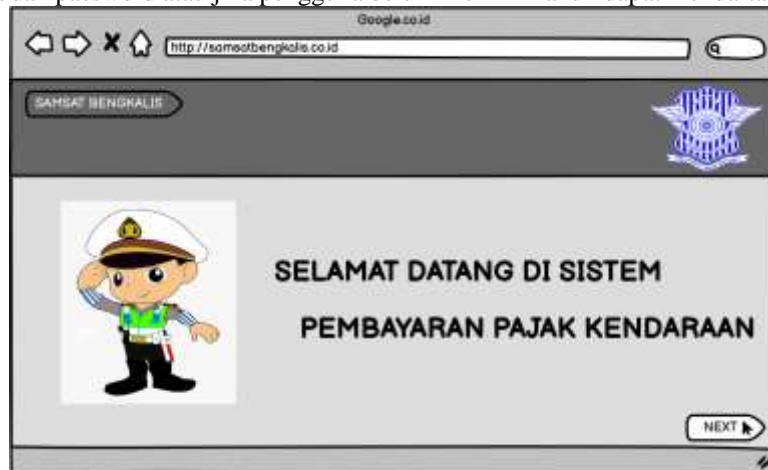 Google.co.id
http://samsatbengkalis.co.id
SAMSAT BENGKALIS
SELAMAT DATANG DI SISTEM
PEMBAYARAN PAJAK KENDARAAN
NEXT